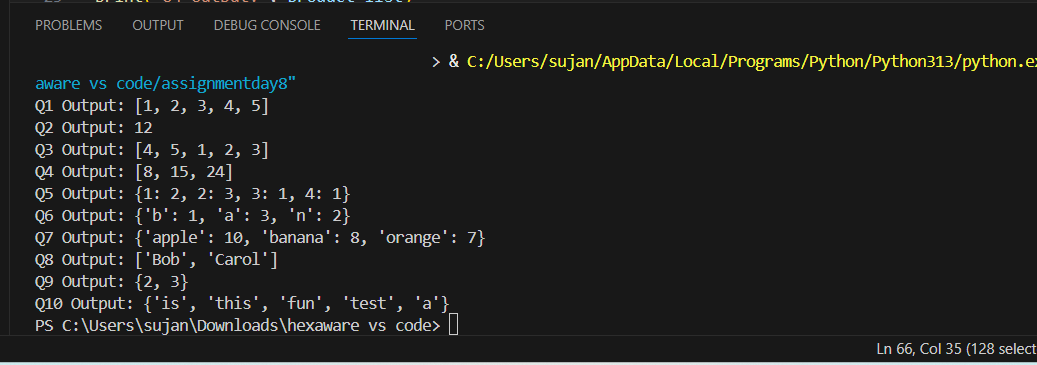 PROBLEMS OUTPUT DEBUG CONSOLE TERMINAL PORTS
> & C:/Users/sujan/AppData/Local/Programs/Python/Python313/python.ex
aware vs code/assignmentday8"
Q1 Output: [1, 2, 3, 4, 5]
Q2 Output: 12
Q3 Output: [4, 5, 1, 2, 3]
Q4 Output: [8, 15, 24]
Q5 Output: {1: 2, 2: 3, 3: 1, 4: 1}
Q6 Output: {'b': 1, 'a': 3, 'n': 2}
Q7 Output: {'apple': 10, 'banana': 8, 'orange': 7}
Q8 Output: ['Bob', 'Carol']
Q9 Output: {2, 3}
Q10 Output: {'is', 'this', 'fun', 'test', 'a'}
PS C:\Users\sujan\Downloads\hexaware vs code>
Ln 66, Col 35 (128 select